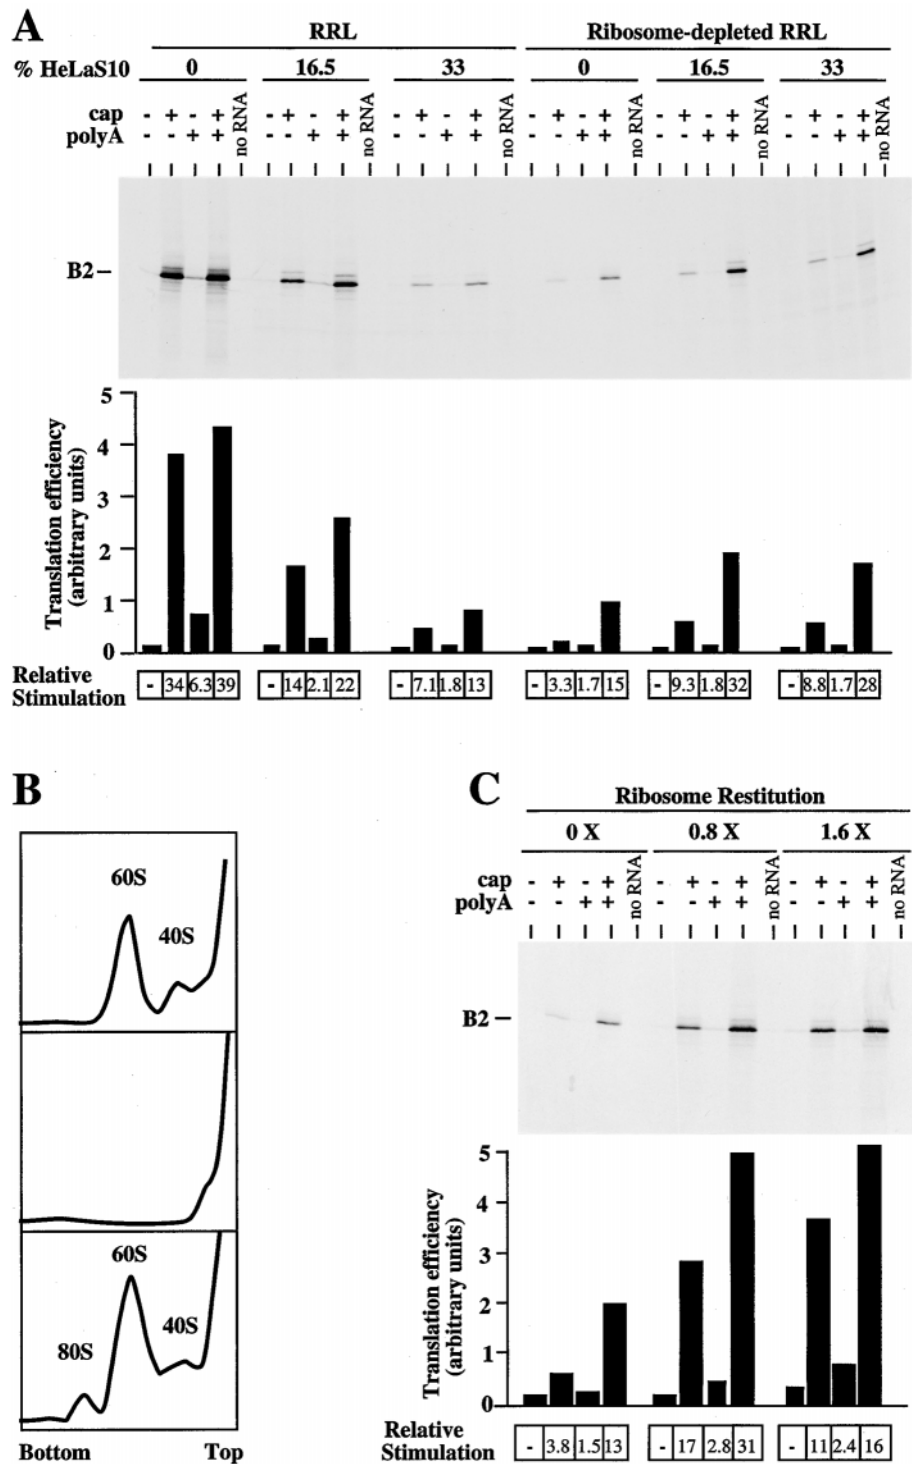 A
RRL Ribosome-depleted RRL
% HeLaS10 0 16.5 33 0 16.5 33
cap - + - + - + - + - + - + - + - + - + - + - + - +
polyA - - + + - - + + - - + + - - + + - - + + - - + +
no RNA no RNA no RNA no RNA no RNA no RNA
B2
5
4
3
2
1
0
Translation efficiency
(arbitrary units)
Relative
Stimulation
- 34 6.3 39 - 14 2.1 22 - 7.1 1.8 13 - 3.3 1.7 15 - 9.3 1.8 32 - 8.8 1.7 28
B
60S
40S
60S
80S
40S
Bottom Top
C
Ribosome Restitution
0 X 0.8 X 1.6 X
cap - + - + - + - + - + - +
polyA - - + + - - + + - - + +
no RNA no RNA no RNA
B2
5
4
3
2
1
0
Translation efficiency
(arbitrary units)
Relative
Stimulation
- 3.8 1.5 13 - 17 2.8 31 - 11 2.4 16